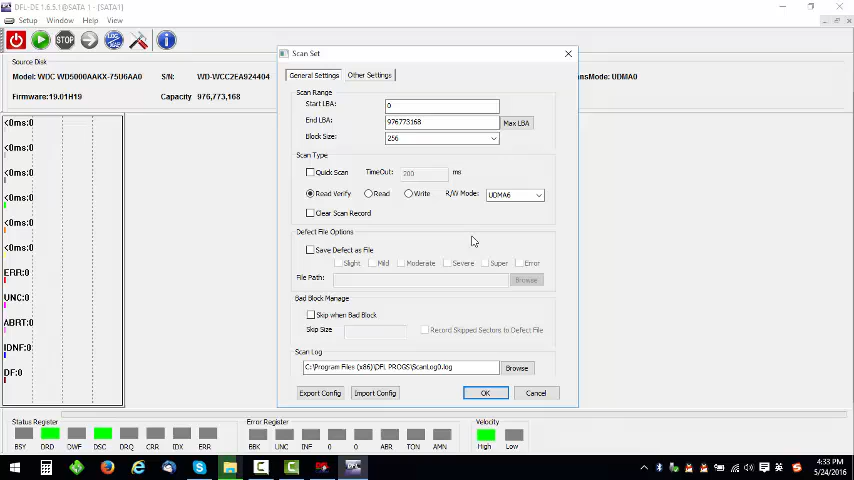 DFL-DE 1.6.5.1@SATA 1 - [SATA1]
Setup Window Help View
STOP
Source Disk
Model: WDC WD5000AAKX-75U6AA0 S/N: WD-WCC2EA924404 nsMode: UDMA0
Firmware: 19.01H19 Capacity 976,773,168
<0ms:0
<0ms:0
<0ms:0
<0ms:0
<0ms:0
<0ms:0
ERR:0
UNC:0
ABRT:0
IDNF:0
DF:0
Scan Set
General Settings Other Settings
Scan Range
Start LBA: 0
End LBA: 976773168 Max LBA
Block Size: 256
Scan Type
Quick Scan TimeOut: 200 ms
Read Verify Read Write R/W Mode: UDMA6
Clear Scan Record
Defect File Options
Save Defect as File
Slight Mild Moderate Severe Super Error
File Path: Browse
Bad Block Manage
Skip when Bad Block
Skip Size Record Skipped Sectors to Defect File
Scan Log
C:\Program Files (x86)\DFL PROGS\ScanLog0.log Browse
Export Config Import Config OK Cancel
Status Register Error Register Velocity
BSY DRD DWF DSC DRQ CRR IDX ERR BBK UNC INF 0 0 ABR TON AMN High Low
4:33 PM
5/24/2016